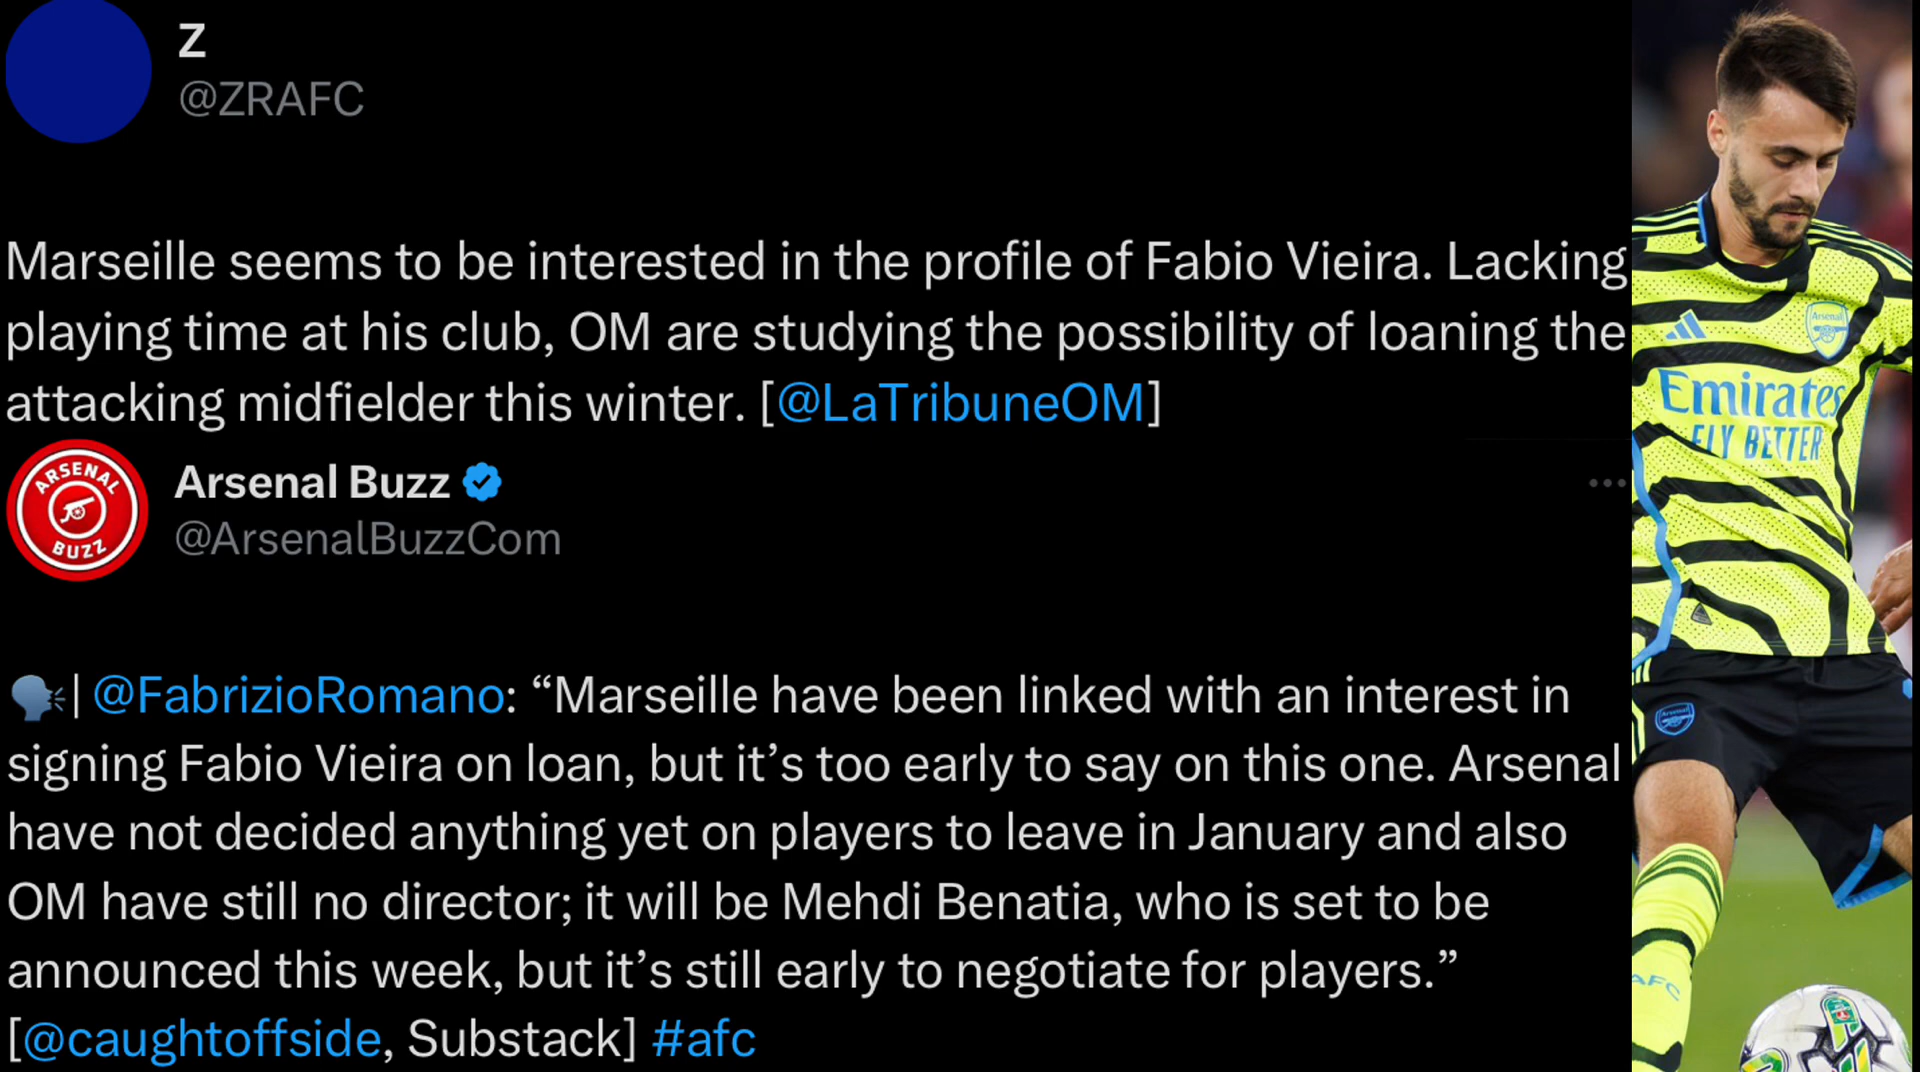 Z
@ZRAFC
Marseille seems to be interested in the profile of Fabio Vieira. Lacking
playing time at his club, OM are studying the possibility of loaning the
attacking midfielder this winter. [@LaTribuneOM]
ARSENAL
BUZZ
Arsenal Buzz
@ArsenalBuzzCom
| @FabrizioRomano: “Marseille have been linked with an interest in
signing Fabio Vieira on loan, but it’s too early to say on this one. Arsenal
have not decided anything yet on players to leave in January and also
OM have still no director; it will be Mehdi Benatia, who is set to be
announced this week, but it’s still early to negotiate for players.”
[@caughtoffside, Substack] #afc
Arsenal
Emirates
FLY BETTER
Arsenal
AFC